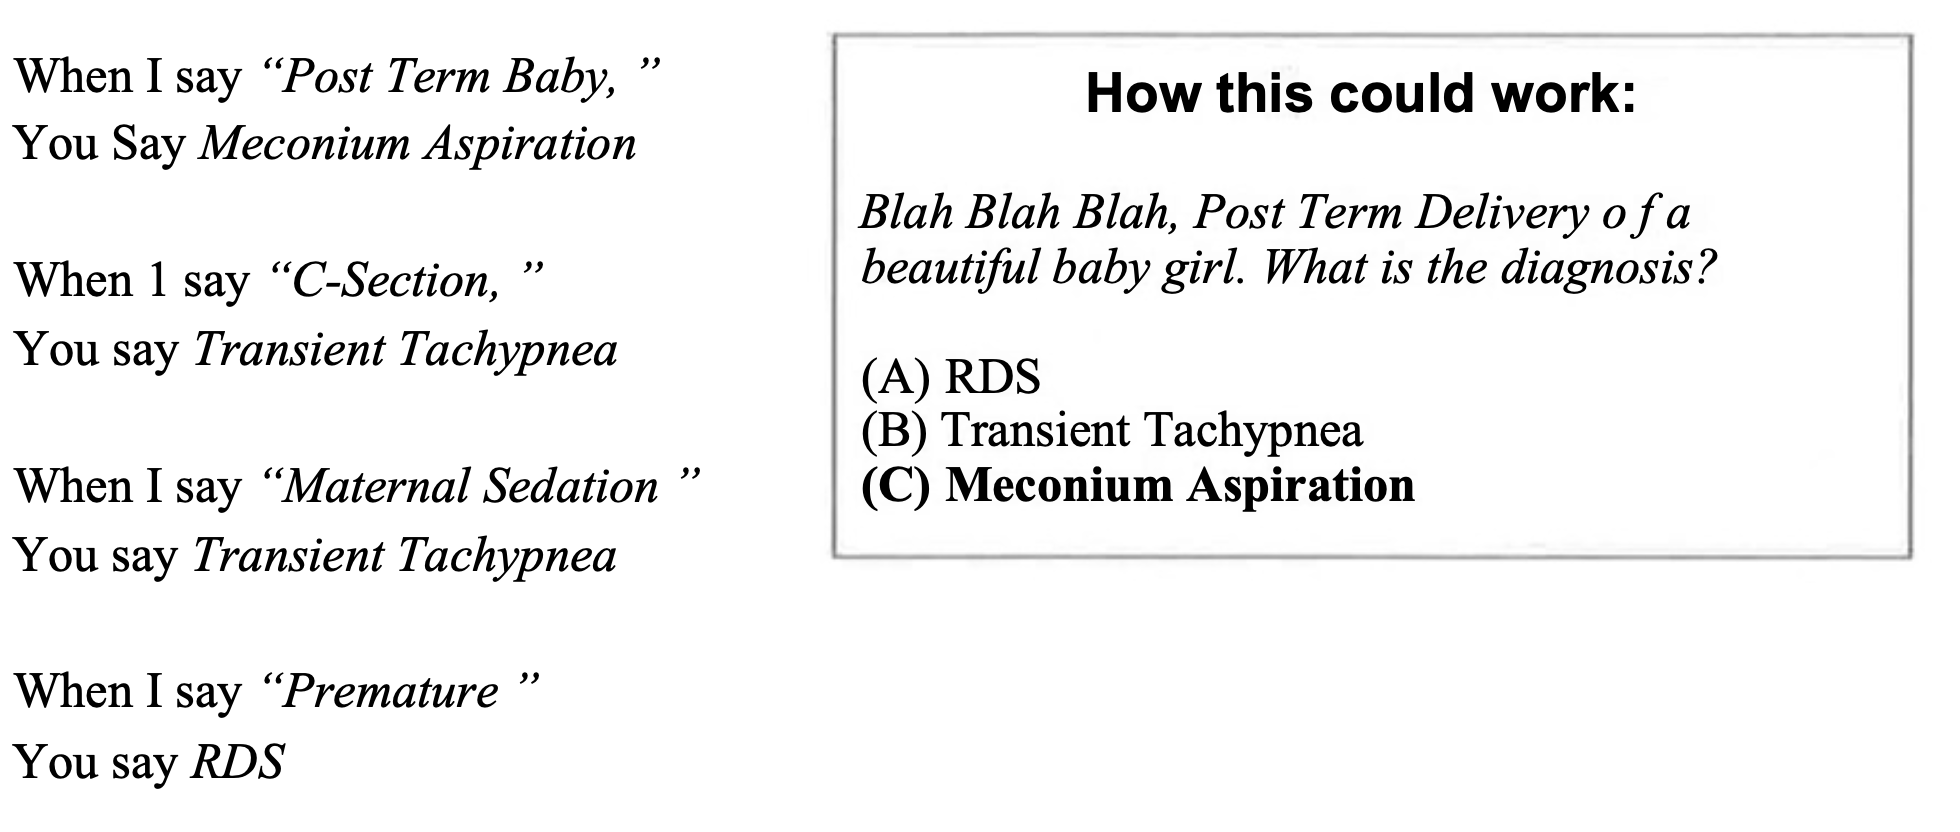 When I say “Post Term Baby, ”
You Say Meconium Aspiration
When 1 say “C-Section, ”
You say Transient Tachypnea
When I say “Maternal Sedation ”
You say Transient Tachypnea
When I say “Premature ”
You say RDS
How this could work:
Blah Blah Blah, Post Term Delivery o f a
beautiful baby girl. What is the diagnosis?
(A) RDS
(B) Transient Tachypnea
(C) Meconium Aspiration